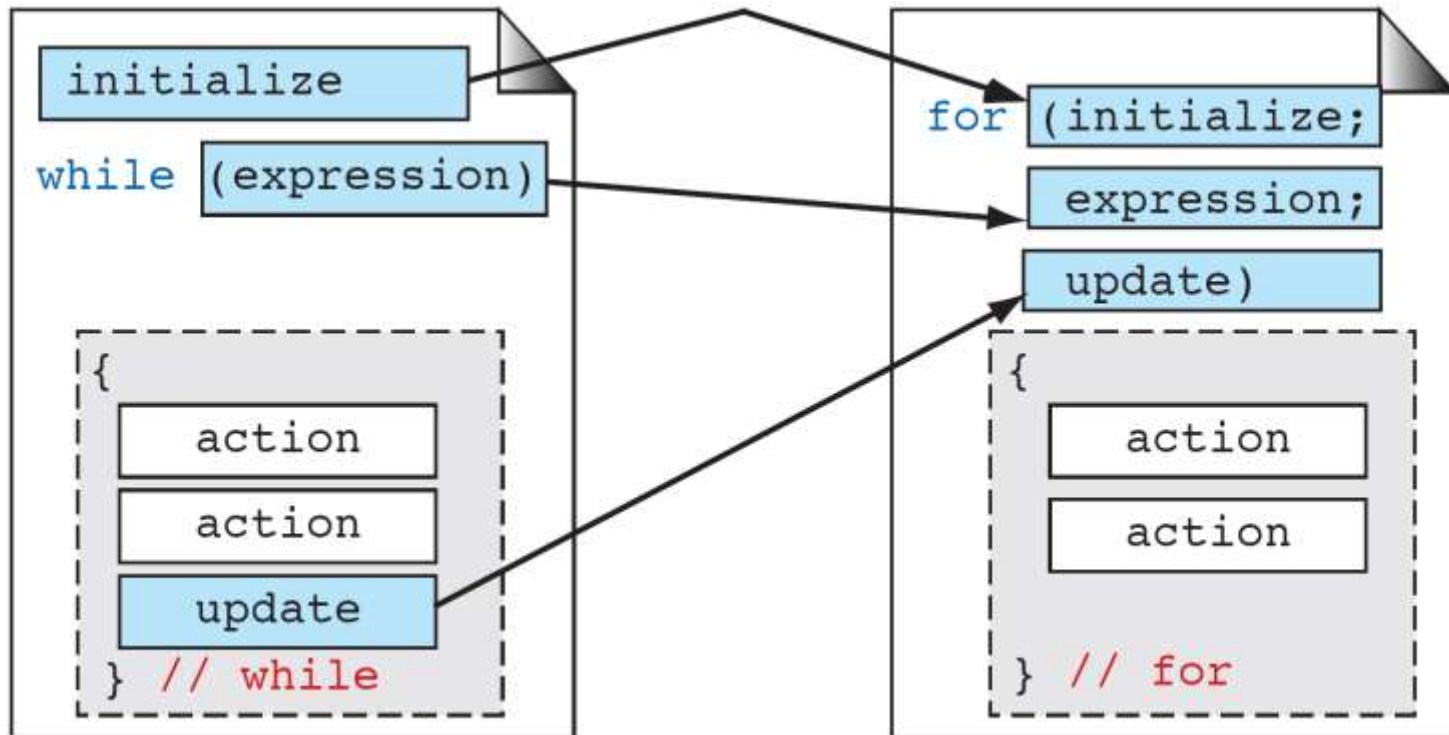 initialize
while (expression)
{
action
action
update
} // while
for (initialize;
expression;
update)
{
action
action
} // for